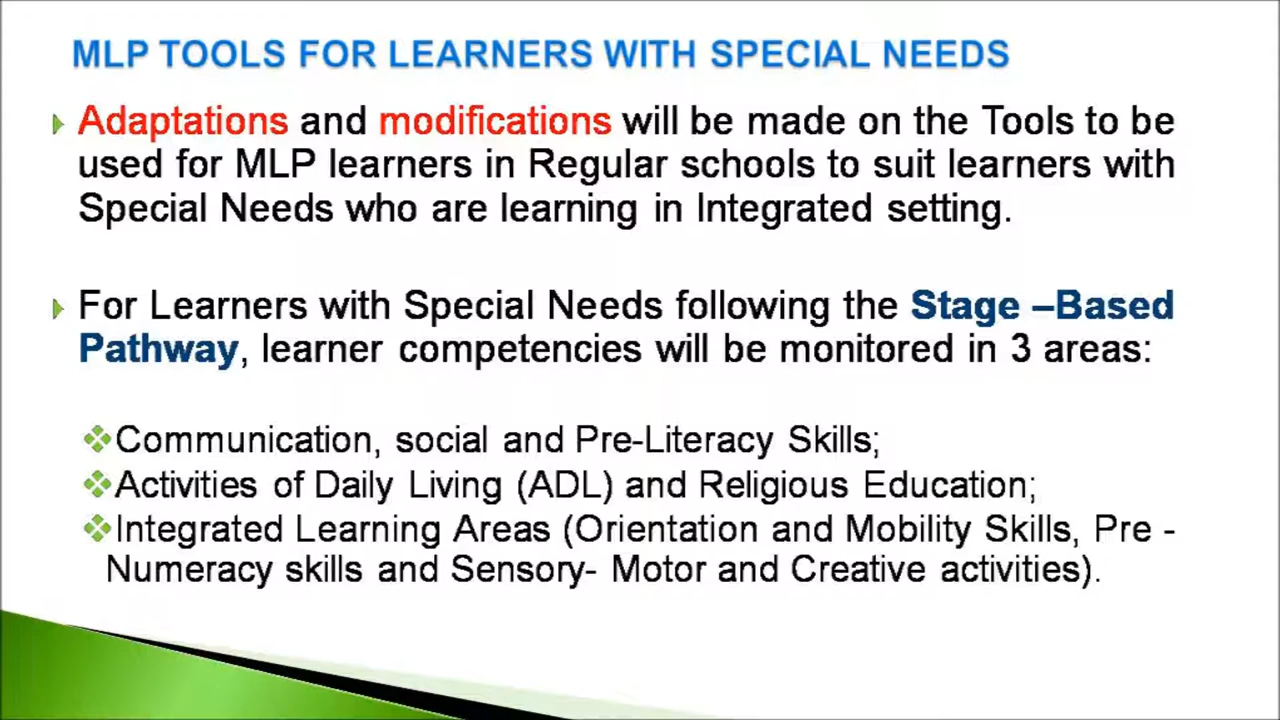 MLP TOOLS FOR LEARNERS WITH SPECIAL NEEDS
Adaptations and modifications will be made on the Tools to be
used for MLP learners in Regular schools to suit learners with
Special Needs who are learning in Integrated setting.
For Learners with Special Needs following the Stage –Based
Pathway, learner competencies will be monitored in 3 areas:
Communication, social and Pre-Literacy Skills;
Activities of Daily Living (ADL) and Religious Education;
Integrated Learning Areas (Orientation and Mobility Skills, Pre -
Numeracy skills and Sensory- Motor and Creative activities).